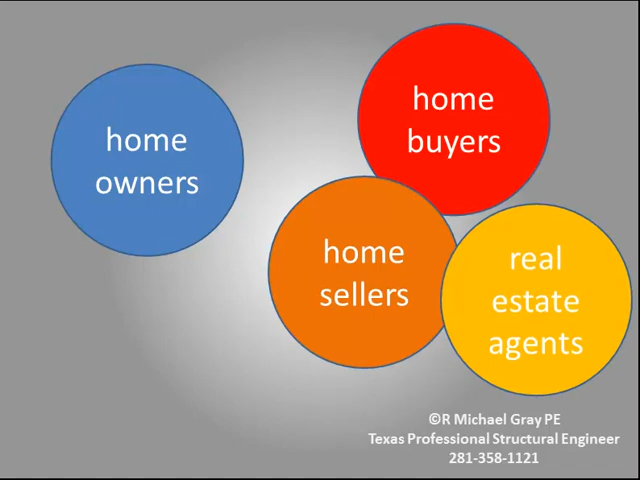 home
owners
home
buyers
home
sellers
real
estate
agents
©R Michael Gray PE
Texas Professional Structural Engineer
281-358-1121